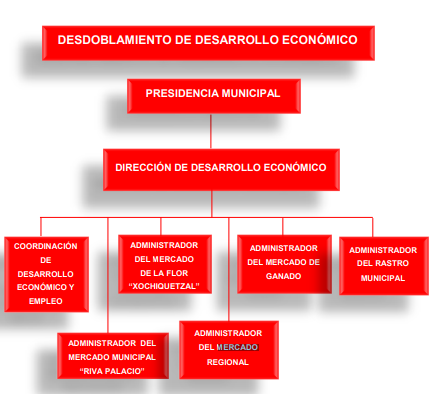 DESDOBLAMIENTO DE DESARROLLO ECONÓMICO
PRESIDENCIA MUNICIPAL
DIRECCIÓN DE DESARROLLO ECONÓMICO
COORDINACIÓN
DE
DESARROLLO
ECONÓMICO Y
EMPLEO
ADMINISTRADOR
DEL MERCADO
DE LA FLOR
“XOCHIQUETZAL”
ADMINISTRADOR
DEL MERCADO DE
GANADO
ADMINISTRADOR
DEL RASTRO
MUNICIPAL
ADMINISTRADOR DEL
MERCADO MUNICIPAL
“RIVA PALACIO”
ADMINISTRADOR
DEL MERCADO
REGIONAL